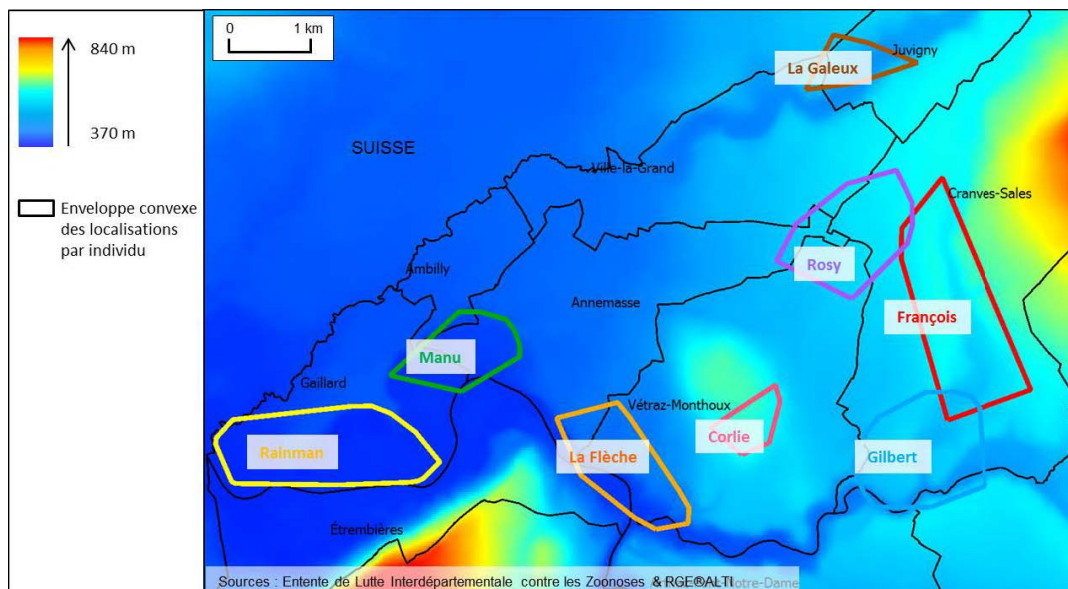 840 m
370 m
Enveloppe convexe
des localisations
par individu
0 1 km
SUISSE
La Galeux
Juvigny
Ville-la-Grand
Cranves-Sales
Rosy
Ambilly
Annemasse
François
Manu
Gaillard
Vétraz-Monthoux
Corlie
Rainman
La Flèche
Gilbert
Étrembières
Sources : Entente de Lutte Interdépartementale contre les Zoonoses & RGE®ALTI
-Notre-Dame